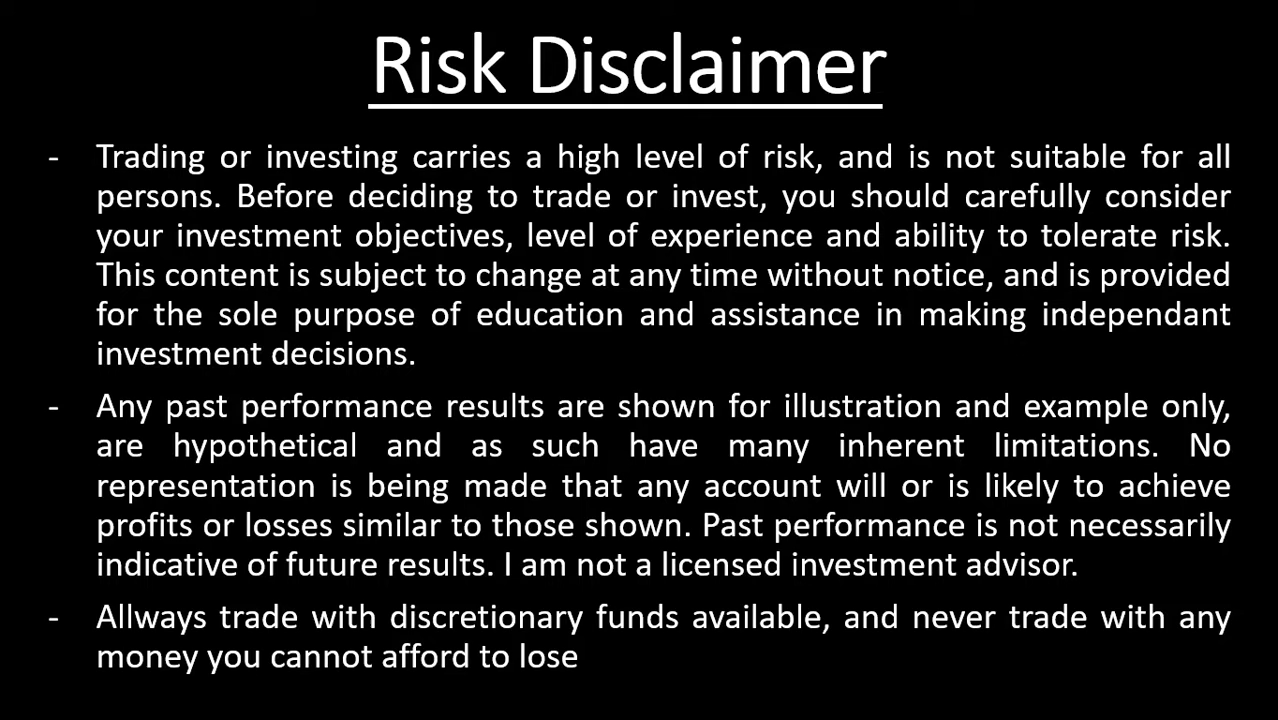 Risk Disclaimer
- Trading or investing carries a high level of risk, and is not suitable for all
persons. Before deciding to trade or invest, you should carefully consider
your investment objectives, level of experience and ability to tolerate risk.
This content is subject to change at any time without notice, and is provided
for the sole purpose of education and assistance in making independant
investment decisions.
- Any past performance results are shown for illustration and example only,
are hypothetical and as such have many inherent limitations. No
representation is being made that any account will or is likely to achieve
profits or losses similar to those shown. Past performance is not necessarily
indicative of future results. I am not a licensed investment advisor.
- Allways trade with discretionary funds available, and never trade with any
money you cannot afford to lose